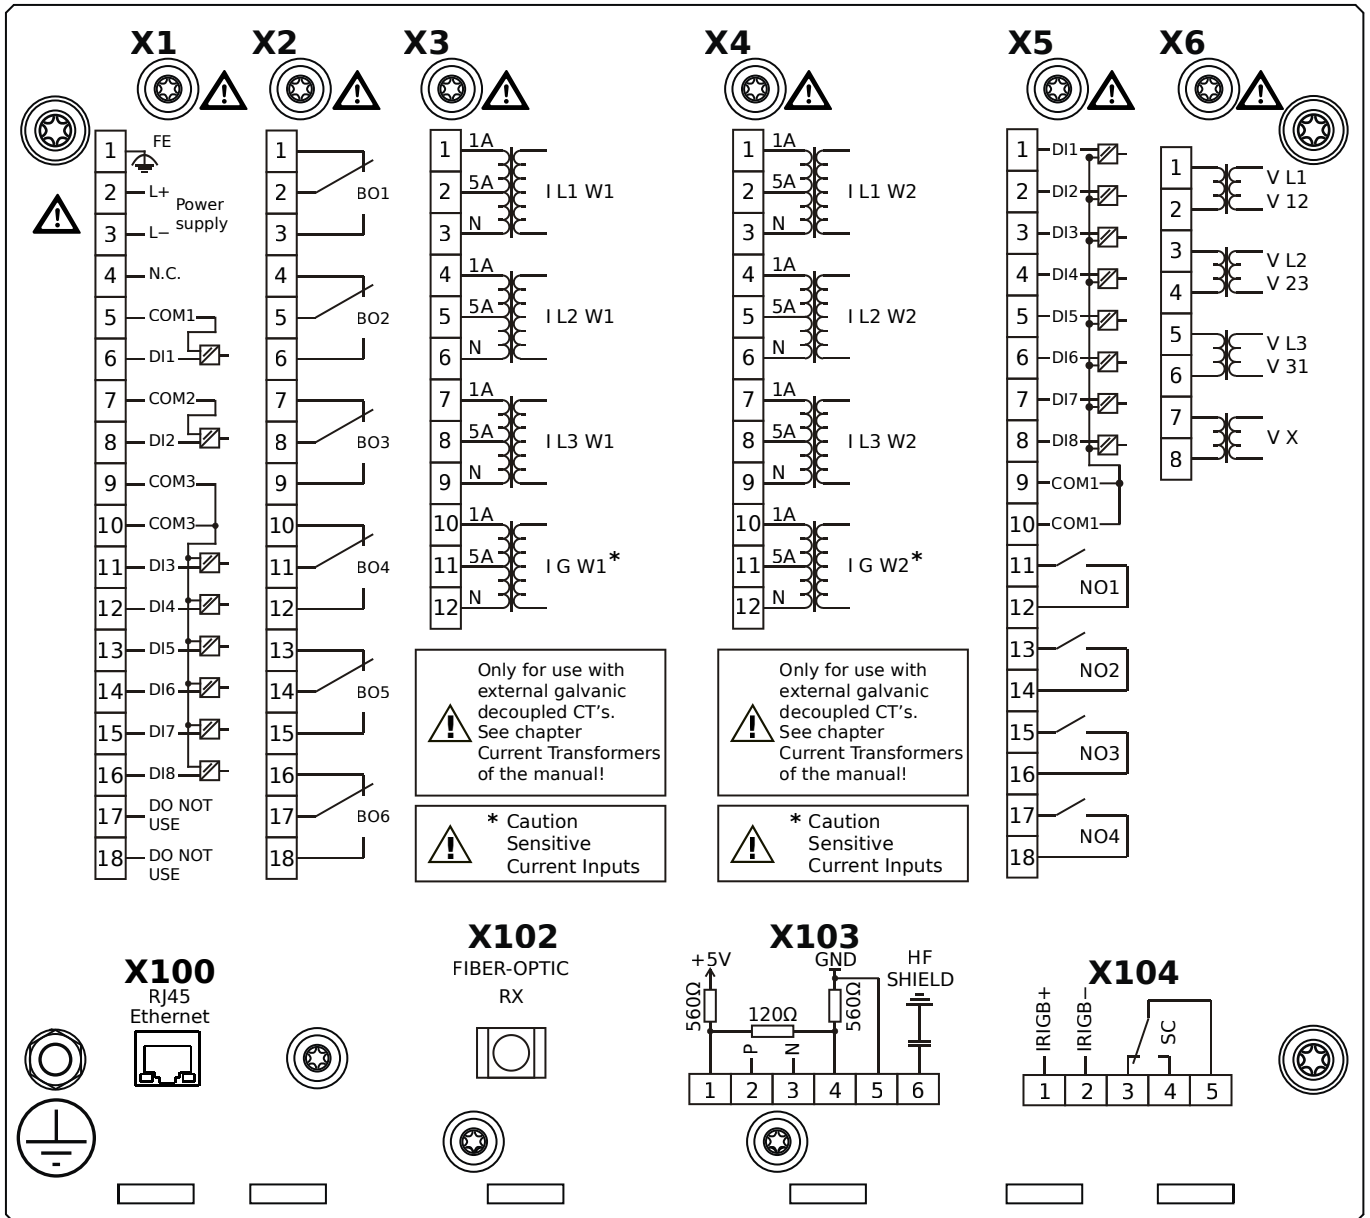 X1
X2
X3
X4
X5
X6
1 FE
2 L+
Power
supply
3 L−
4 N.C.
5 COM1
6 DI1
7 COM2
8 DI2
9 COM3
10 COM3
11 DI3
12 DI4
13 DI5
14 DI6
15 DI7
16 DI8
17 DO NOT
USE
18 DO NOT
USE
1
2 BO1
3
4
5 BO2
6
7
8 BO3
9
10
11 BO4
12
13
14 BO5
15
16
17 BO6
18
1 1A
2 5A I L1 W1
3 N
4 1A
5 5A I L2 W1
6 N
7 1A
8 5A I L3 W1
9 N
10 1A
11 5A I G W1*
12 N
Only for use with
external galvanic
decoupled CT's.
See chapter
Current Transformers
of the manual!
* Caution
Sensitive
Current Inputs
1 1A
2 5A I L1 W2
3 N
4 1A
5 5A I L2 W2
6 N
7 1A
8 5A I L3 W2
9 N
10 1A
11 5A I G W2*
12 N
Only for use with
external galvanic
decoupled CT's.
See chapter
Current Transformers
of the manual!
* Caution
Sensitive
Current Inputs
1 DI1
2 DI2
3 DI3
4 DI4
5 DI5
6 DI6
7 DI7
8 DI8
9 COM1
10 COM1
11
NO1
12
13
NO2
14
15
NO3
16
17
NO4
18
1
V L1
V 12
2
3
V L2
V 23
4
5
V L3
V 31
6
7
V X
8
X100
RJ45
Ethernet
X102
FIBER-OPTIC
RX
X103
+5V
GND
HF
SHIELD
560Ω
120Ω
560Ω
P
N
1 2 3 4 5 6
X104
IRIGB+
IRIGB−
SC
1 2 3 4 5